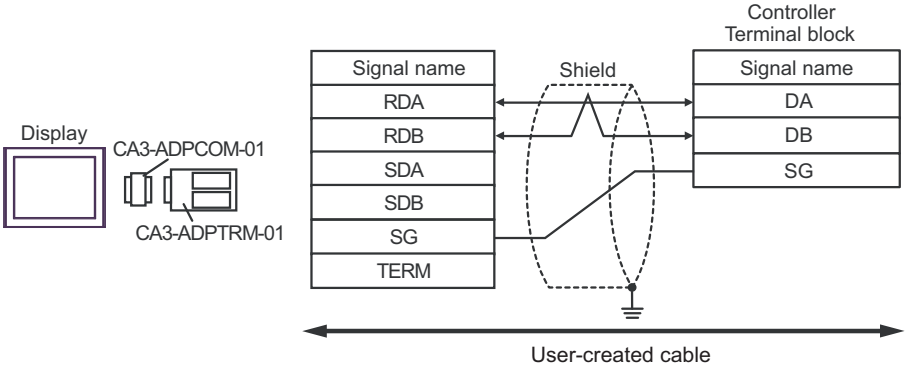 Display
CA3-ADPCOM-01
CA3-ADPTRM-01
Signal name
RDA
RDB
SDA
SDB
SG
TERM
Shield
Controller
Terminal block
Signal name
DA
DB
SG
User-created cable